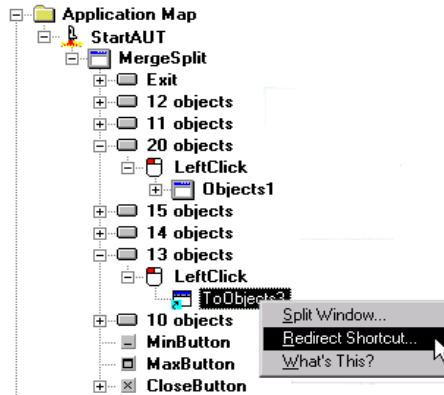 Application Map
StartAUT
MergeSplit
Exit
12 objects
11 objects
20 objects
LeftClick
Objects1
15 objects
14 objects
13 objects
LeftClick
ToObjects3
Split Window...
10 objects
Redirect Shortcut...
MinButton
What's This?
MaxButton
CloseButton